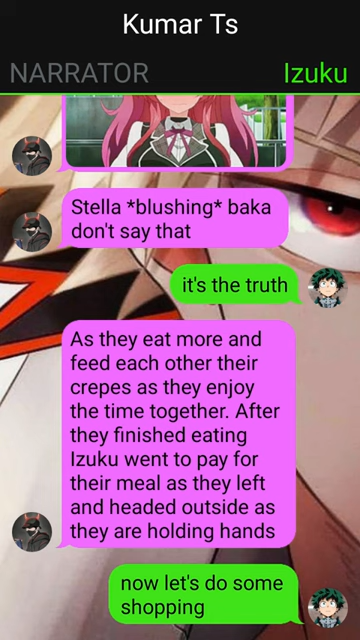 Kumar Ts
NARRATOR
Izuku
Stella *blushing* baka
don't say that
it's the truth
As they eat more and
feed each other their
crepes as they enjoy
the time together. After
they finished eating
Izuku went to pay for
their meal as they left
and headed outside as
they are holding hands
now let's do some
shopping